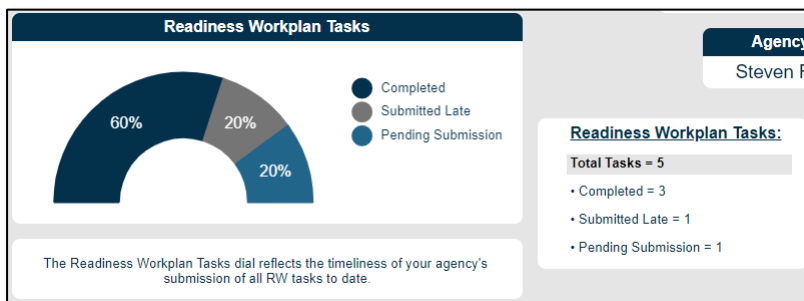 Readiness Workplan Tasks
60%
20%
20%
Completed
Submitted Late
Pending Submission
The Readiness Workplan Tasks dial reflects the timeliness of your agency's
submission of all RW tasks to date.
Agency
Steven
Readiness Workplan Tasks:
Total Tasks = 5
• Completed = 3
• Submitted Late = 1
• Pending Submission = 1